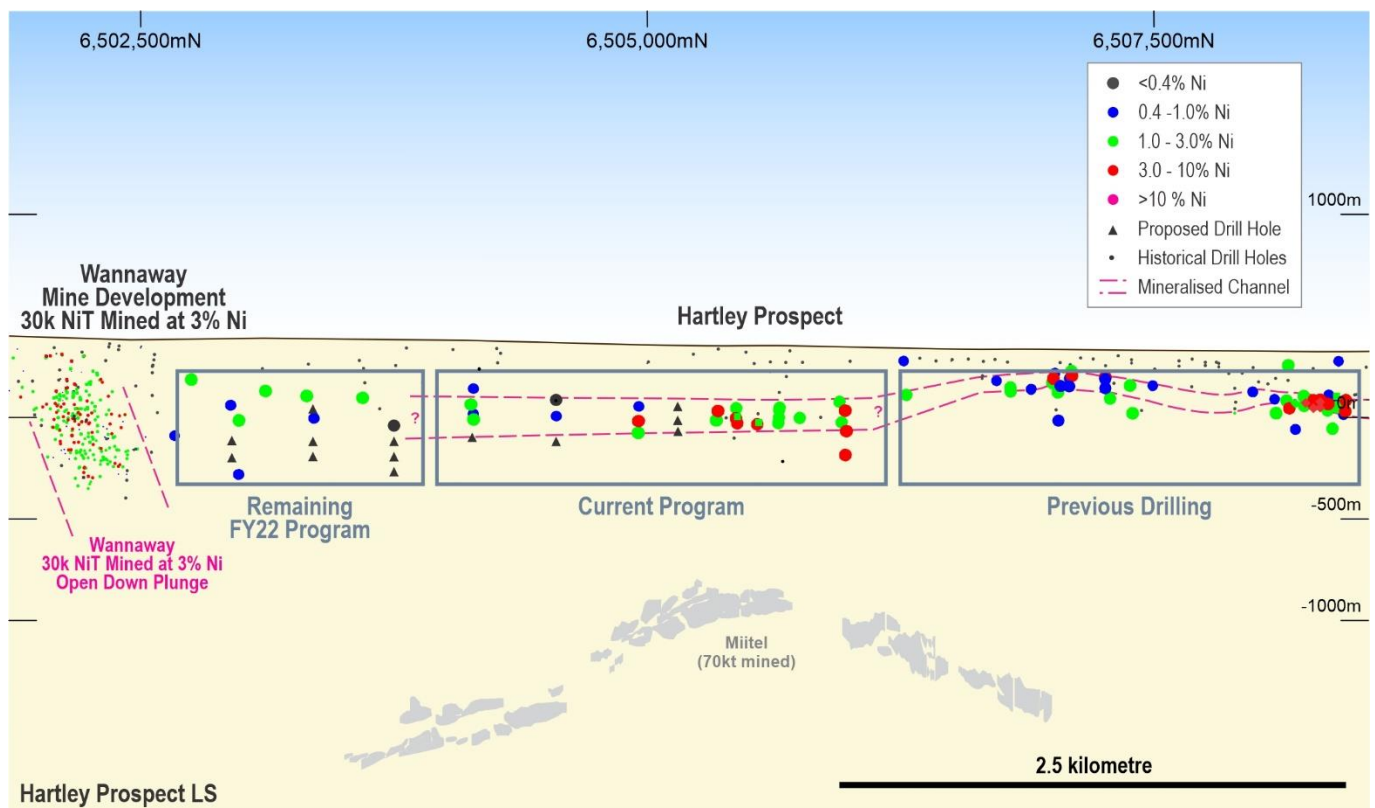 6,502,500mN
6,505,000mN
6,507,500mN
<0.4% Ni
0.4 -1.0% Ni
1.0 - 3.0% Ni
3.0 - 10% Ni
>10 % Ni
Proposed Drill Hole
Historical Drill Holes
Mineralised Channel
1000m
Wannaway
Mine Development
30k NiT Mined at 3% Ni
Hartley Prospect
0m
?
?
Remaining
FY22 Program
Current Program
Previous Drilling
-500m
Wannaway
30k NiT Mined at 3% Ni
Open Down Plunge
-1000m
Miitel
(70kt mined)
2.5 kilometre
Hartley Prospect LS